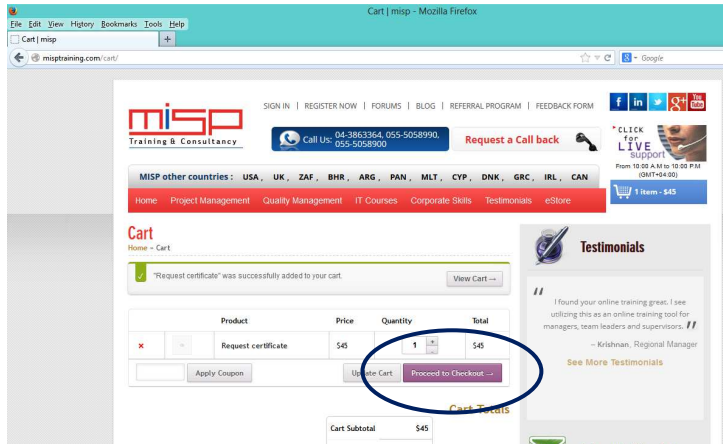 Cart | misp - Mozilla Firefox
File Edit View History Bookmarks Tools Help
Cart | misp +
misptraining.com/cart/ Google
SIGN IN | REGISTER NOW | FORUMS | BLOG | REFERRAL PROGRAM | FEEDBACK FORM
f in g+ You Tube
misp
Training & Consultancy
Call Us: 04-3863364, 055-5058990,
055-5058900
Request a Call back
CLICK
for
LIVE
support
From 10:00 A.M to 10:00 P.M
(GMT+04:00)
MISP other countries : USA , UK , ZAF , BHR , ARG , PAN , MLT , CYP , DNK , GRC , IRL , CAN
1 item - $45
Home Project Management Quality Management IT Courses Corporate Skills Testimonials eStore
Cart
Home - Cart
Testimonials
"Request certificate" was successfully added to your cart. View Cart →
I found your online training great. I see
utilizing this as an online training tool for
managers, team leaders and supervisors.
– Krishnan, Regional Manager
See More Testimonials
Product Price Quantity Total
× Request certificate $45 1 + - $45
Apply Coupon Update Cart Proceed to Checkout →
Cart Totals
Cart Subtotal $45